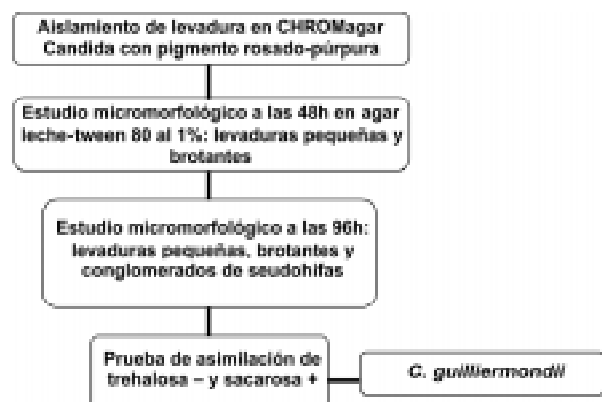 Aislamiento de levadura en CHROMagar
Candida con pigmento rosado-púrpura
Estudio micromorfológico a las 48h en agar
leche-tween 80 al 1%: levaduras pequeñas y
brotantes
Estudio micromorfológico a las 96h:
levaduras pequeñas, brotantes y
conglomerados de seudohifas
Prueba de asimilación de
trehalosa – y sacarosa +
C. guilliermondii